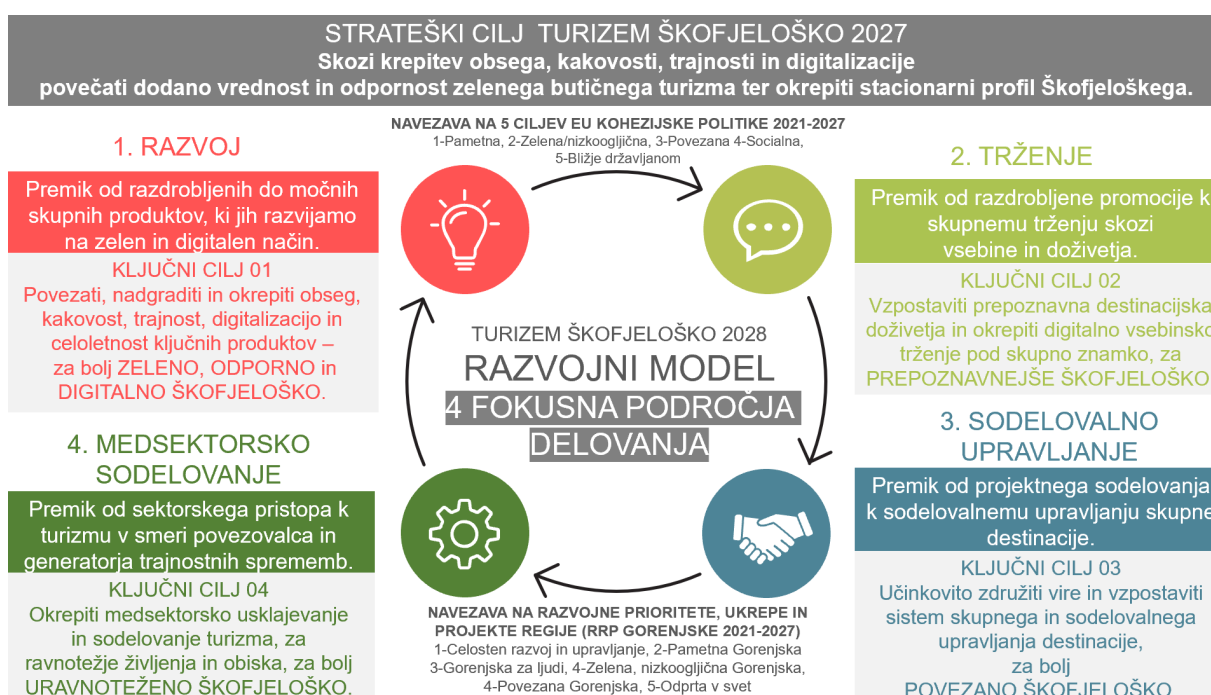 STRATEŠKI CILJ TURIZEM ŠKOFJELOŠKO 2027
Skozi krepitev obsega, kakovosti, trajnosti in digitalizacije
povečati dodano vrednost in odpornost zelenega butičnega turizma ter okrepiti stacionarni profil Škofjeloškega.
NAVEZAVA NA 5 CILJEV EU KOHEZIJSKE POLITIKE 2021-2027
1-Pametna, 2-Zelena/nizkoogljična, 3-Povezana 4-Socialna,
5-Bližje državljanom
1. RAZVOJ
Premik od razdrobljenih do močnih
skupnih produktov, ki jih razvijamo
na zelen in digitalen način.
KLJUČNI CILJ 01
Povezati, nadgraditi in okrepiti obseg,
kakovost, trajnost, digitalizacijo in
celoletnost ključnih produktov –
za bolj ZELENO, ODPORNO in
DIGITALNO ŠKOFJELOŠKO.
2. TRŽENJE
Premik od razdrobljene promocije k
skupnemu trženju skozi
vsebine in doživetja.
KLJUČNI CILJ 02
Vzpostaviti prepoznavna destinacijska
doživetja in okrepiti digitalno vsebinsko
trženje pod skupno znamko, za
PREPOZNAVNEJŠE ŠKOFJELOŠKO
TURIZEM ŠKOFJELOŠKO 2028
RAZVOJNI MODEL
4 FOKUSNA PODROČJA
DELOVANJA
3. SODELOVALNO
UPRAVLJANJE
Premik od projektnega sodelovanja
k sodelovalnemu upravljanju skupne
destinacije.
KLJUČNI CILJ 03
Učinkovito združiti vire in vzpostaviti
sistem skupnega in sodelovalnega
upravljanja destinacije,
za bolj
POVEZANO ŠKOFJELOŠKO
4. MEDSEKTORSKO
SODELOVANJE
Premik od sektorskega pristopa k
turizmu v smeri povezovalca in
generatorja trajnostnih sprememb.
KLJUČNI CILJ 04
Okrepiti medsektorsko usklajevanje
in sodelovanje turizma, za
ravnotežje življenja in obiska, za bolj
URAVNOTEŽENO ŠKOFJELOŠKO.
NAVEZAVA NA RAZVOJNE PRIORITETE, UKREPE IN
PROJEKTE REGIJE (RRP GORENJSKE 2021-2027)
1-Celosten razvoj in upravljanje, 2-Pametna Gorenjska
3-Gorenjska za ljudi, 4-Zelena, nizkoogljična Gorenjska,
4-Povezana Gorenjska, 5-Odprta v svet